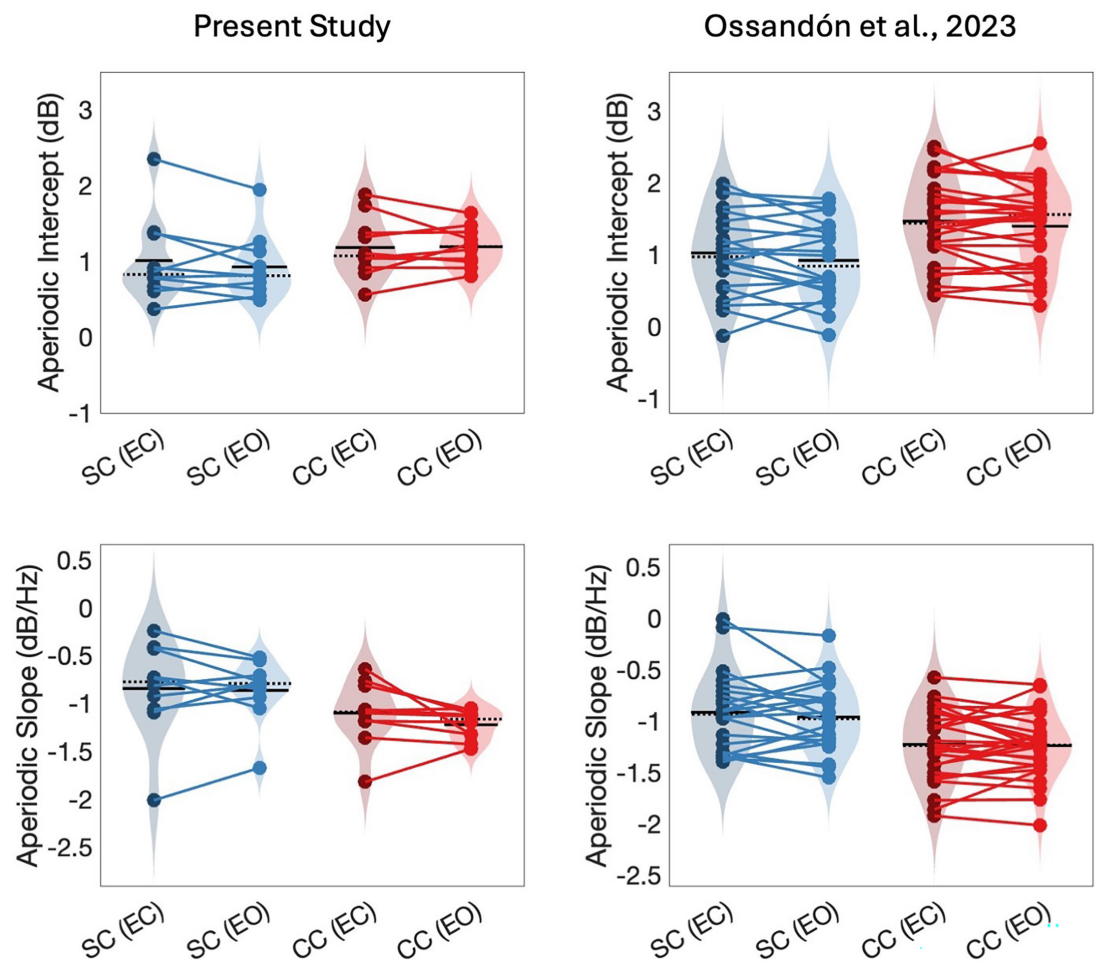 Present Study
Ossandón et al., 2023
Aperiodic Intercept (dB)
3
2
1
0
-1
SC (EC)
SC (EO)
CC (EC)
CC (EO)
Aperiodic Intercept (dB)
3
2
1
0
-1
SC (EC)
SC (EO)
CC (EC)
CC (EO)
Aperiodic Slope (dB/Hz)
0.5
0
-0.5
-1
-1.5
-2
-2.5
SC (EC)
SC (EO)
CC (EC)
CC (EO)
Aperiodic Slope (dB/Hz)
0.5
0
-0.5
-1
-1.5
-2
-2.5
SC (EC)
SC (EO)
CC (EC)
CC (EO)